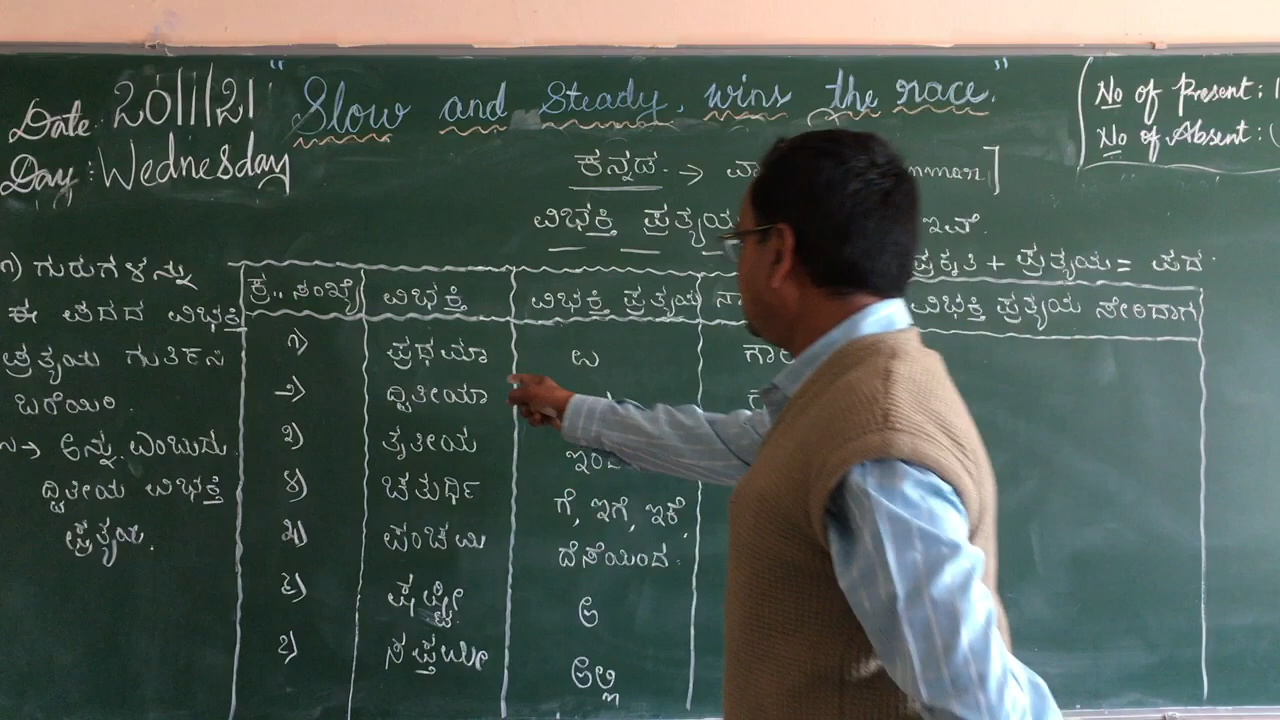 Date: 20/1/21
Day: Wednesday
"Slow and Steady, wins the race."
No of Present:
No of Absent:
ಕನ್ನಡ →
ವಿಭಕ್ತಿ ಪ್ರತ್ಯಯ
ಪ್ರಕೃತಿ + ಪ್ರತ್ಯಯ = ಪದ
೧) ಗುರುಗಳನ್ನು
ಈ ಪದದ ವಿಭಕ್ತಿ
ಪ್ರತ್ಯಯ ಗುರ್ತಿಸಿ
ಬರೆಯಿರಿ.
→ ಅನ್ನು ಎಂಬುದು
ದ್ವಿತೀಯ ವಿಭಕ್ತಿ
ಪ್ರತ್ಯಯ.
ಕ್ರ.. ಸಂಖ್ಯೆ ವಿಭಕ್ತಿ ವಿಭಕ್ತಿ ಪ್ರತ್ಯಯ ವಿಭಕ್ತಿ ಪ್ರತ್ಯಯ ಸೇರಿದಾಗ
೧) ಪ್ರಥಮಾ ಉ
೨) ದ್ವಿತೀಯಾ
೩) ತೃತೀಯ
೪) ಚತುರ್ಥಿ ಗೆ, ಇಗೆ, ಇಕೆ
೫) ಪಂಚಮಿ ದೆಸೆಯಿಂದ
೬) ಷಷ್ಟೀ ಅ
೭) ಸಪ್ತಮೀ ಅಲ್ಲಿ